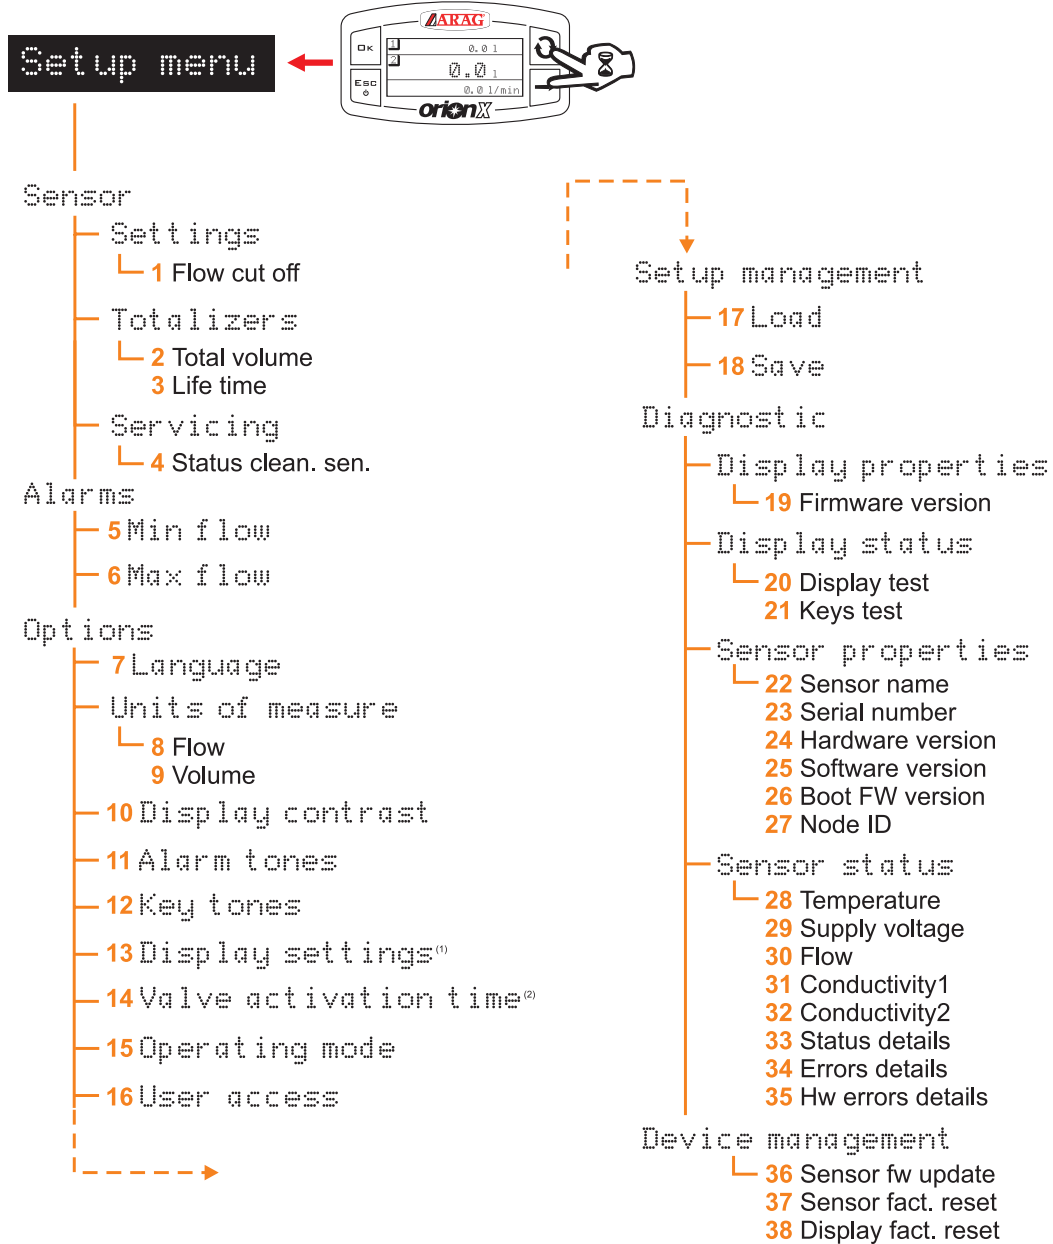 Setup menu
ARAG
OK
1
0.0 l
2
0.0 l
Esc
0.0 l/min
orionX
Sensor
Settings
1 Flow cut off
Totalizers
2 Total volume
3 Life time
Servicing
4 Status clean. sen.
Alarms
5 Min flow
6 Max flow
Options
7 Language
Units of measure
8 Flow
9 Volume
10 Display contrast
11 Alarm tones
12 Key tones
13 Display settings(1)
14 Valve activation time(2)
15 Operating mode
16 User access
Setup management
17 Load
18 Save
Diagnostic
Display properties
19 Firmware version
Display status
20 Display test
21 Keys test
Sensor properties
22 Sensor name
23 Serial number
24 Hardware version
25 Software version
26 Boot FW version
27 Node ID
Sensor status
28 Temperature
29 Supply voltage
30 Flow
31 Conductivity1
32 Conductivity2
33 Status details
34 Errors details
35 Hw errors details
Device management
36 Sensor fw update
37 Sensor fact. reset
38 Display fact. reset